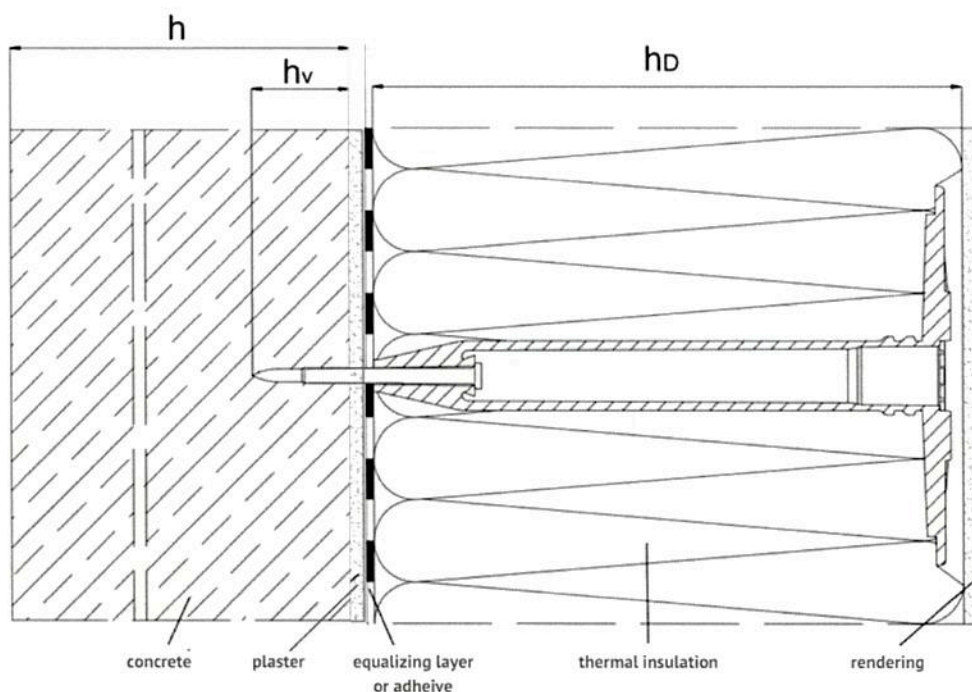 h
hv
hD
concrete
plaster
equalizing layer
or adheive
thermal insulation
rendering